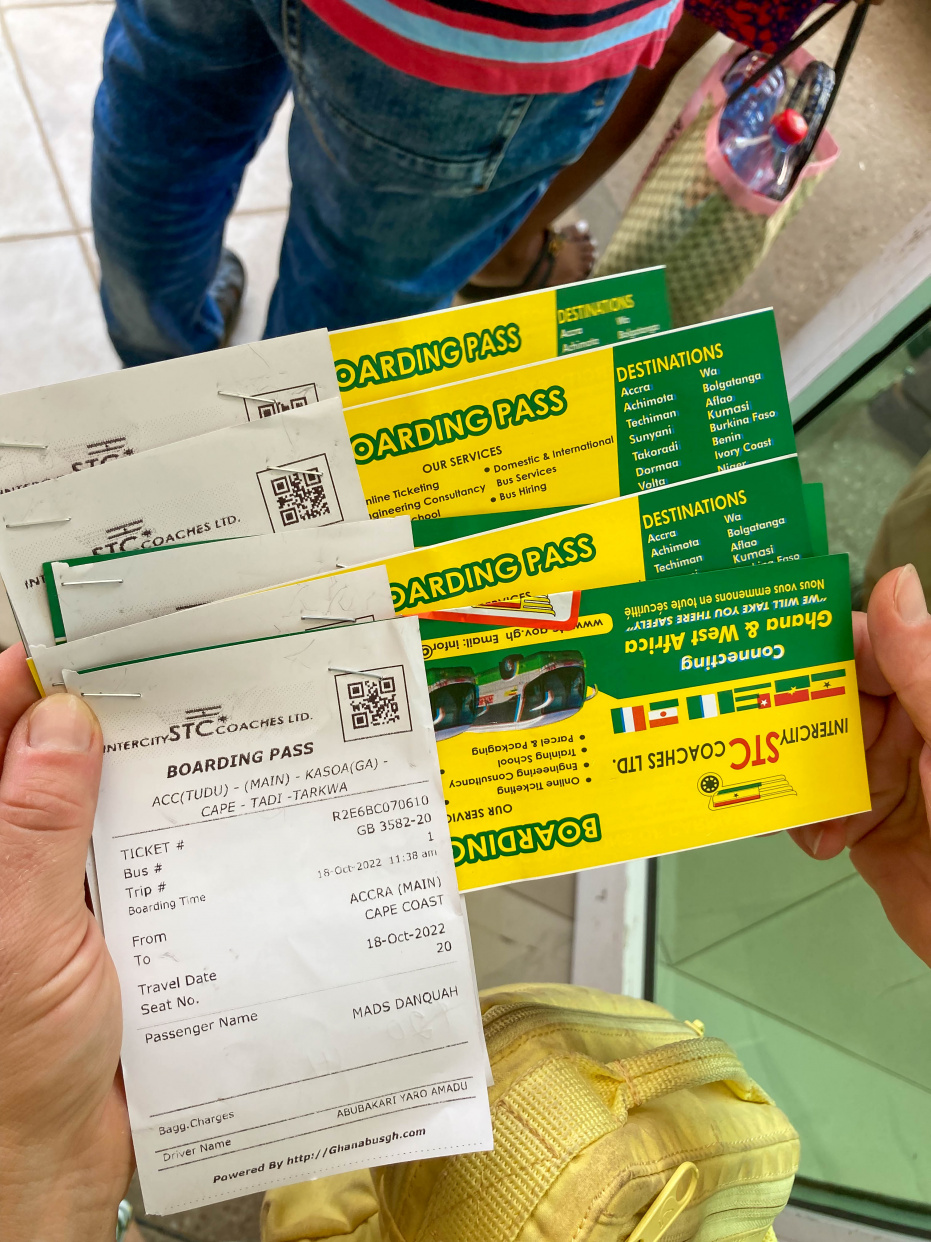 BOARDING PASS
DESTINATIONS
Accra Wa
Achimota Bolgatanga
BOARDING PASS
OUR SERVICES
Online Ticketing
Engineering Consultancy
School
• Domestic & International
Bus Services
• Bus Hiring
DESTINATIONS
Accra Wa
Achimota Bolgatanga
Techiman Aflao
Sunyani Kumasi
Takoradi Burkina Faso
Dormaa Benin
Volta Ivory Coast
Niger
STC
STC COACHES LTD.
BOARDING PASS
DESTINATIONS
Accra Wa
Achimota Bolgatanga
Techiman Aflao
Kumasi
Burkina Faso
INTERCITY STC COACHES LTD.
BOARDING PASS
ACC(TUDU) - (MAIN) - KASOA(GA) -
CAPE - TADI -TARKWA
TICKET # R2E6BC070610
Bus # GB 3582-20
Trip # 1
Boarding Time 18-Oct-2022 11:38 am
From ACCRA (MAIN)
To CAPE COAST
Travel Date 18-Oct-2022
Seat No. 20
Passenger Name MADS DANQUAH
Bagg.Charges
Driver Name ABUBAKARI YARO AMADU
Powered By http://Ghanabusgh.com
BOARDING
INTERCITY STC COACHES LTD.
OUR SERVIC
• Online Ticketing
• Engineering Consultancy
• Training School
• Parcel & Packaging
Connecting
Ghana & West Africa
"WE WILL TAKE YOU THERE SAFELY"
Nous vous emmenons en toute sécurité
Email: info@